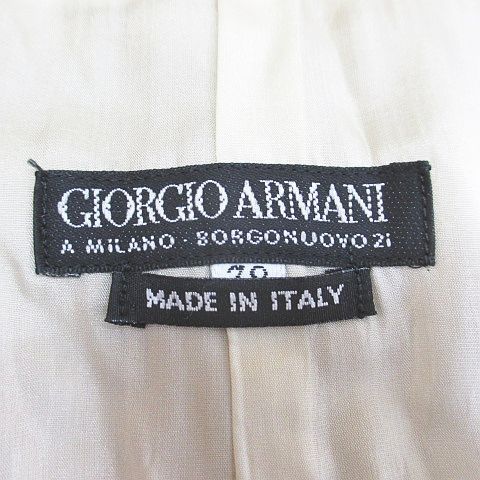 GIORGIO ARMANI
A MILANO · BORGONUOVO 21
MADE IN ITALY